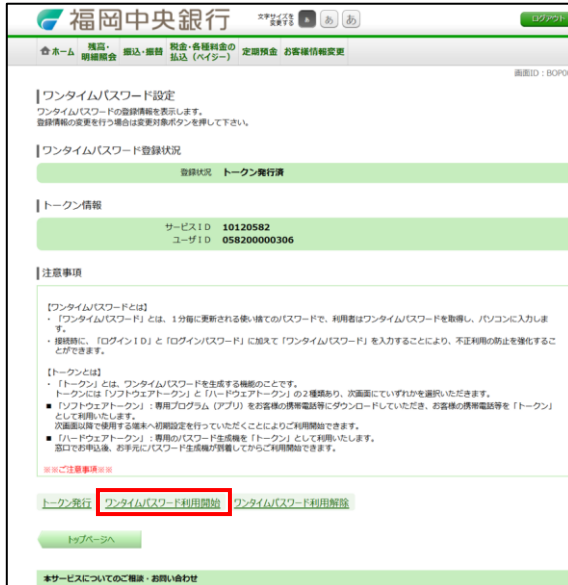 福岡中央銀行
文字サイズを
変更する あ あ あ
ログアウト
ホーム 残高・明細照会 振込・振替 税金・各種料金の払込（ペイジー） 定期預金 お客様情報変更
画面ID：BOP00
ワンタイムパスワード設定
ワンタイムパスワードの登録情報を表示します。
登録情報の変更を行う場合は変更対象ボタンを押して下さい。
ワンタイムパスワード登録状況
登録状況 トークン発行済
トークン情報
サービスＩＤ 10120582
ユーザＩＤ 058200000306
注意事項
【ワンタイムパスワードとは】
・ 「ワンタイムパスワード」とは、１分毎に更新される使い捨てのパスワードで、利用者はワンタイムパスワードを取得し、パソコンに入力しま
す。
・ 接続時に、「ログインＩＤ」と「ログインパスワード」に加えて「ワンタイムパスワード」を入力することにより、不正利用の防止を強化するこ
とができます。
【トークンとは】
・ 「トークン」とは、ワンタイムパスワードを生成する機能のことです。
トークンには「ソフトウェアトークン」と「ハードウェアトークン」の２種類あり、次画面にていずれかを選択いただきます。
■ 「ソフトウェアトークン」：専用プログラム（アプリ）をお客様の携帯電話等にダウンロードしていただき、お客様の携帯電話等を「トークン」
として利用いたします。
次画面以降で使用する端末へ初期設定を行っていただくことによりご利用開始できます。
■ 「ハードウェアトークン」：専用のパスワード生成機を「トークン」として利用いたします。
窓口でお申込後、お手元にパスワード生成機が到着してからご利用開始できます。
※※ご注意事項※※
トークン発行 ワンタイムパスワード利用開始 ワンタイムパスワード利用解除
トップページへ
本サービスについてのご相談・お問い合わせ